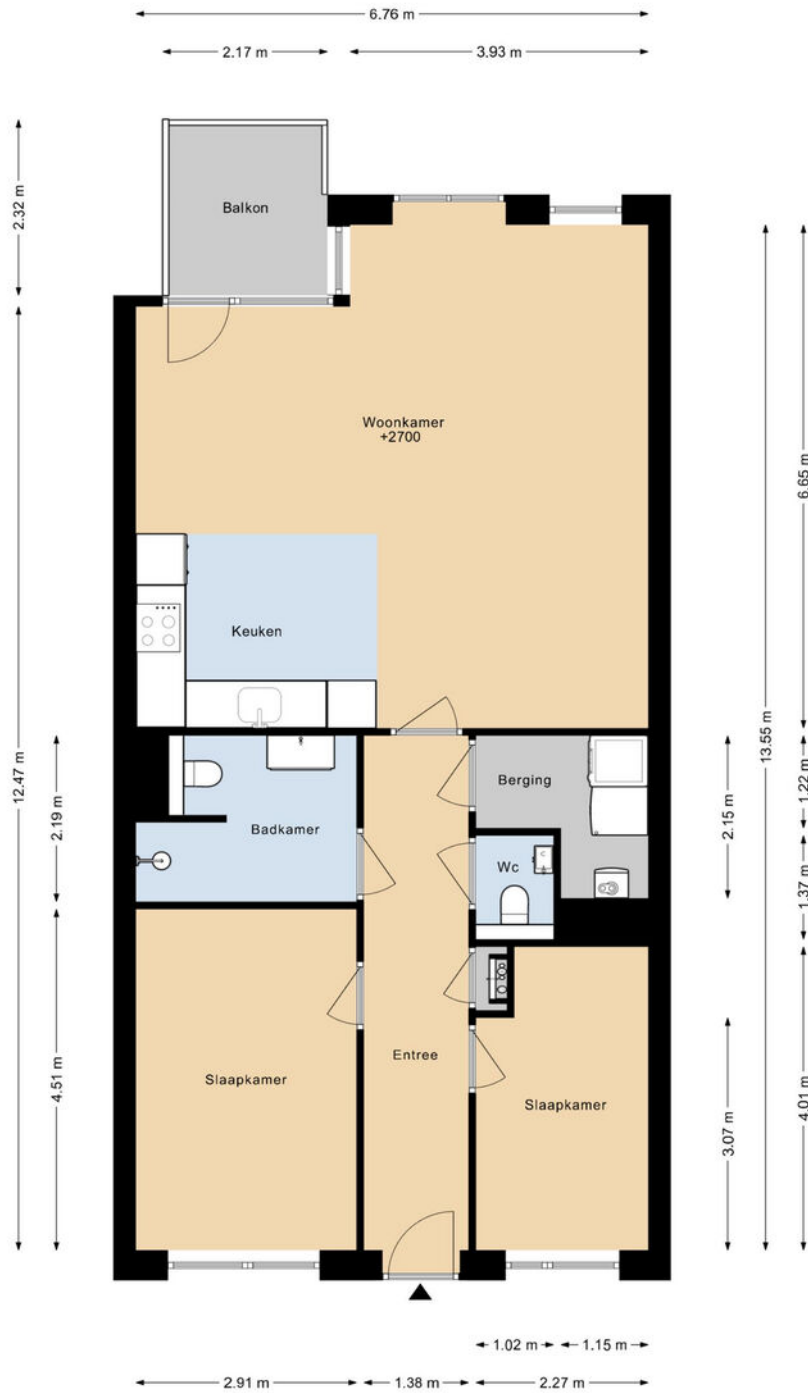 6.76 m
2.17 m
3.93 m
2.32 m
Balkon
Woonkamer
+2700
6.65 m
Keuken
12.47 m
13.55 m
2.19 m
Badkamer
Berging
2.15 m
1.22 m
Wc
1.37 m
4.51 m
Slaapkamer
Entree
Slaapkamer
3.07 m
4.01 m
1.02 m
1.15 m
2.91 m
1.38 m
2.27 m